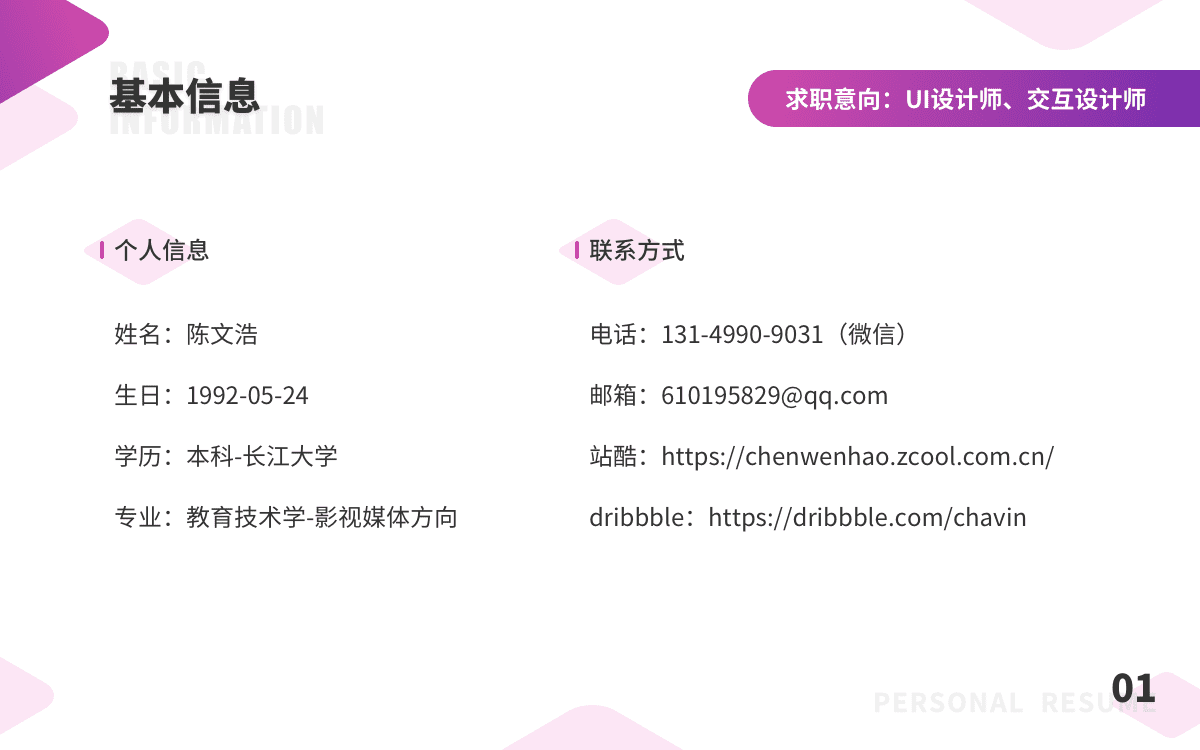 BASIC
基本信息
INFORMATION
求职意向：UI设计师、交互设计师
个人信息
姓名：陈文浩
生日：1992-05-24
学历：本科-长江大学
专业：教育技术学-影视媒体方向
联系方式
电话：131-4990-9031（微信）
邮箱：610195829@qq.com
站酷：https://chenwenhao.zcool.com.cn/
dribbble：https://dribbble.com/chavin
01
PERSONAL RESUME